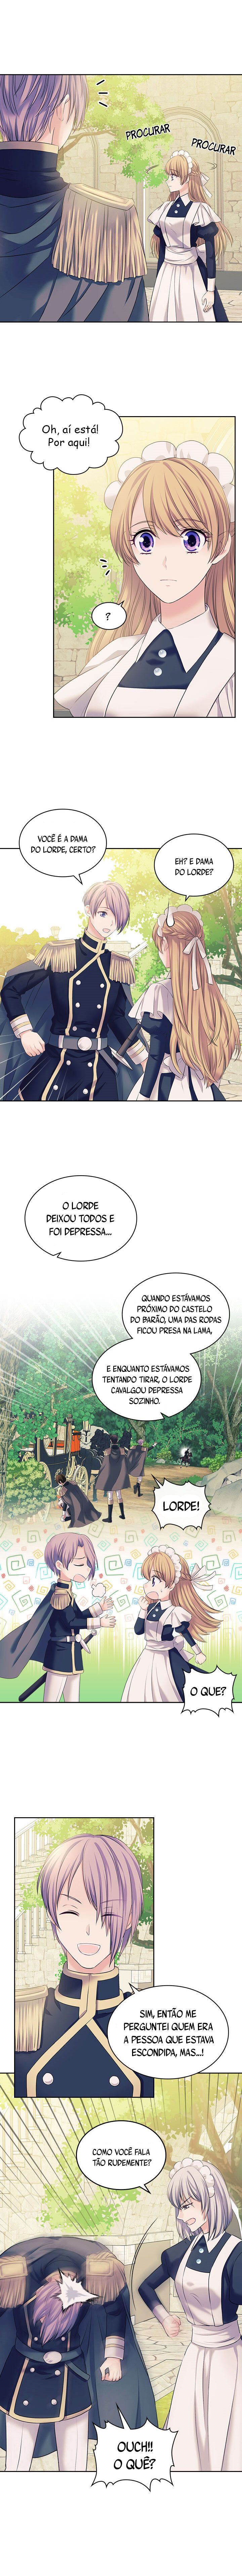 PROCURAR
PROCURAR
Oh, aí está!
Por aqui!
?
VOCÊ É A DAMA
DO LORDE, CERTO?
EH? E DAMA
DO LORDE?
O LORDE
DEIXOU TODOS E
FOI DEPRESSA...
QUANDO ESTÁVAMOS
PRÓXIMO DO CASTELO
DO BARÃO, UMA DAS RODAS
FICOU PRESA NA LAMA,
E ENQUANTO ESTÁVAMOS
TENTANDO TIRAR, O LORDE
CAVALGOU DEPRESSA
SOZINHO.
LORDE!
O QUE?
SIM, ENTÃO ME
PERGUNTEI QUEM ERA
A PESSOA QUE ESTAVA
ESCONDIDA, MAS...!
COMO VOCÊ FALA
TÃO RUDEMENTE?
OUCH!!
O QUÊ?